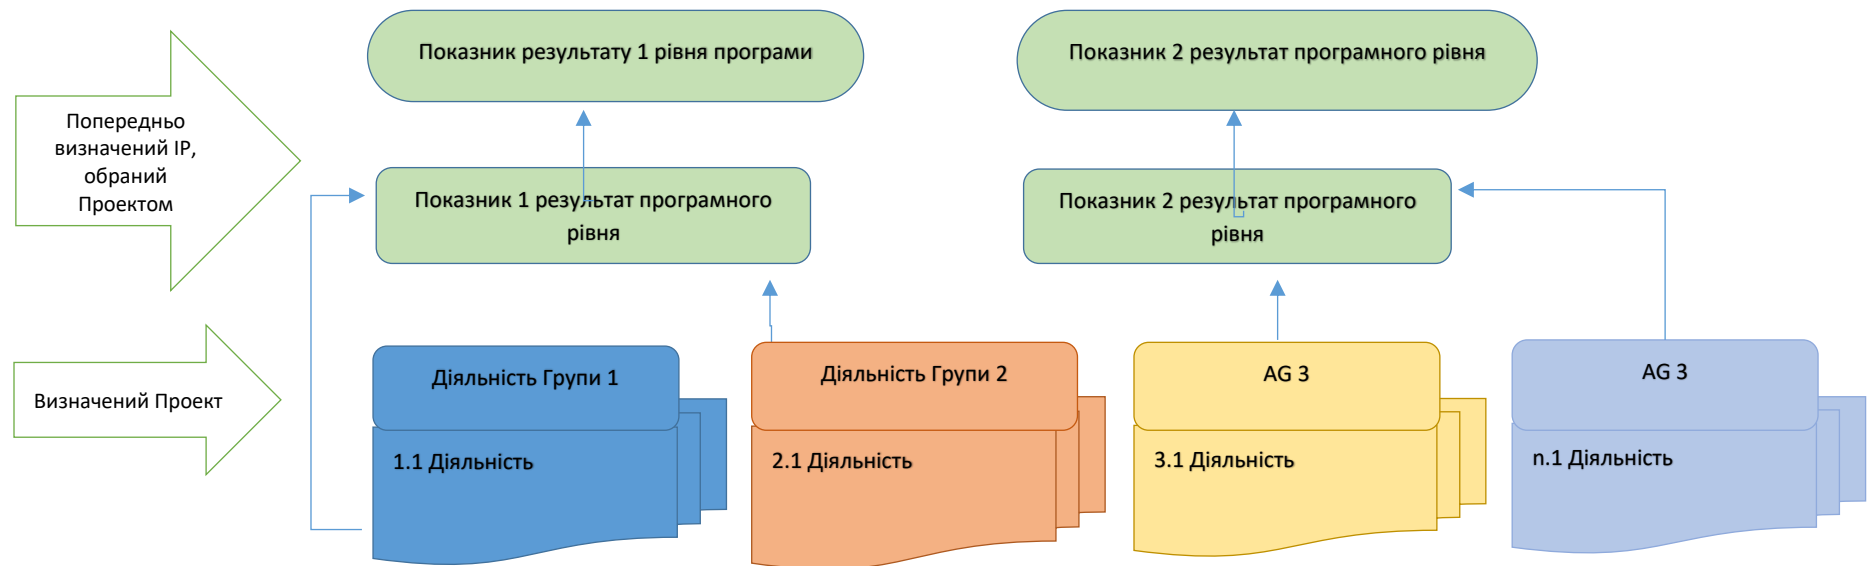 Показник результату 1 рівня програми
Показник 2 результат програмного рівня
Попередньо
визначений IP,
обраний
Проектом
Показник 1 результат програмного
рівня
Показник 2 результат програмного
рівня
Визначений Проект
Діяльність Групи 1
Діяльність Групи 2
AG 3
AG 3
1.1 Діяльність
2.1 Діяльність
3.1 Діяльність
n.1 Діяльність